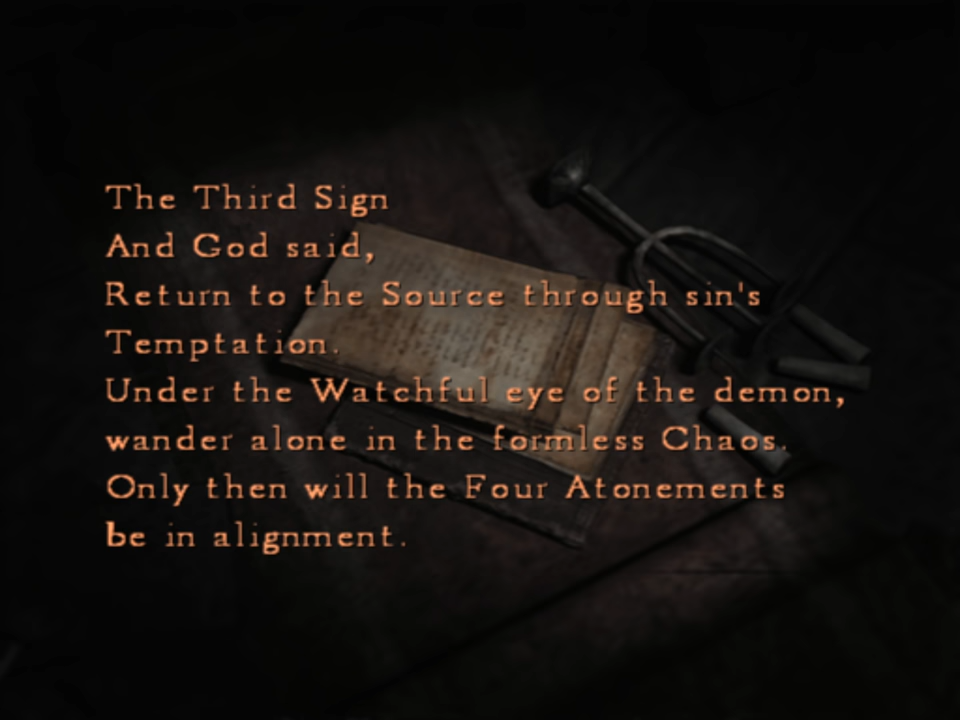 The Third Sign
And God said,
Return to the Source through sin's
Temptation.
Under the Watchful eye of the demon,
wander alone in the formless Chaos.
Only then will the Four Atonements
be in alignment.